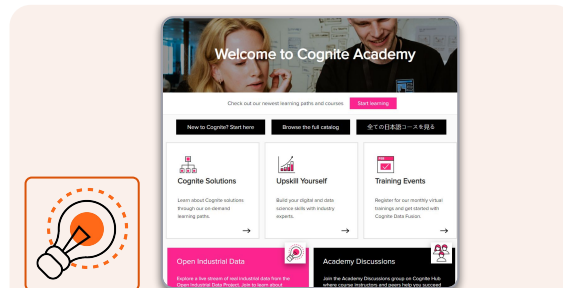 Welcome to Cognite Academy
Check out our newest learning paths and courses.
Start learning
New to Cognite? Start here
Browse the full catalog
全ての日本語コースを見る
Cognite Solutions
Learn about Cognite solutions
through our on-demand
learning paths.
Upskill Yourself
Build your digital and data
science skills with industry
experts.
Training Events
Register for our monthly virtual
trainings and get started with
Cognite Data Fusion.
Open Industrial Data
Explore a live stream of real industrial data from the
Open Industrial Data Project. Join to learn about
Academy Discussions
Join the Academy Discussions group on Cognite Hub
where course instructors and peers help you succeed